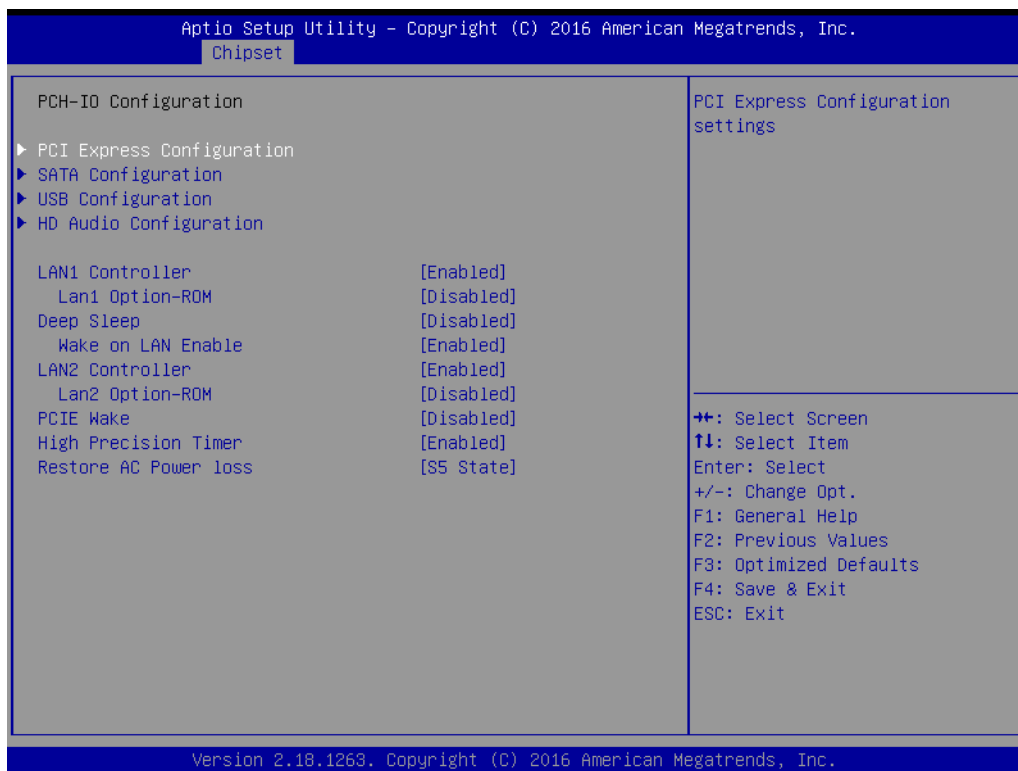 Aptio Setup Utility – Copyright (C) 2016 American Megatrends, Inc.
Chipset
PCH-IO Configuration
PCI Express Configuration
SATA Configuration
USB Configuration
HD Audio Configuration
LAN1 Controller [Enabled]
Lan1 Option-ROM [Disabled]
Deep Sleep [Disabled]
Wake on LAN Enable [Enabled]
LAN2 Controller [Enabled]
Lan2 Option-ROM [Disabled]
PCIE Wake [Disabled]
High Precision Timer [Enabled]
Restore AC Power loss [S5 State]
PCI Express Configuration
settings
→←: Select Screen
↑↓: Select Item
Enter: Select
+/-: Change Opt.
F1: General Help
F2: Previous Values
F3: Optimized Defaults
F4: Save & Exit
ESC: Exit
Version 2.18.1263. Copyright (C) 2016 American Megatrends, Inc.